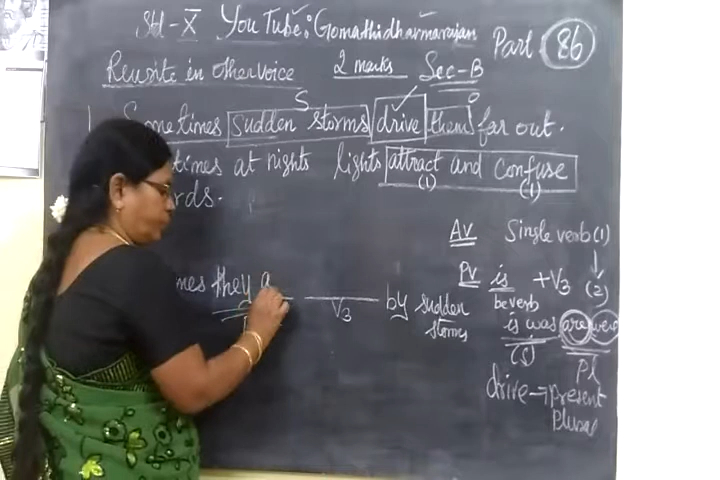 Std - X YouTube: Gomathidharmarajan
Part: 86
Rewrite in other voice 2 marks Sec-B
S O
1. Sometimes sudden storms drive them far out.
times at nights lights attract and confuse
(1) (1)
rds.
AV Single verb (1)
PV is + V3 (2)
be verb
is was are were
(S) Pl
mes they a ____ by sudden
V3 storms
drive → present
Plural